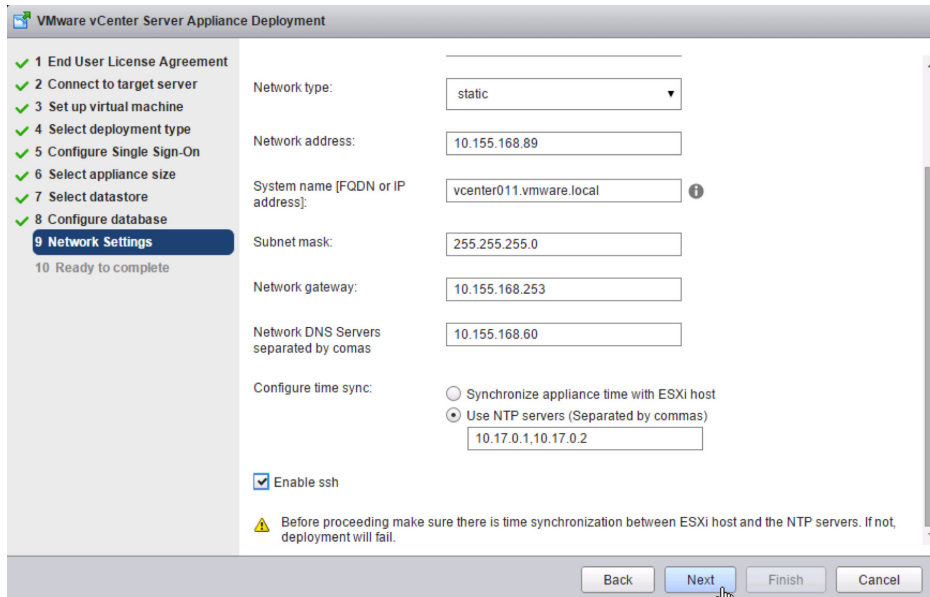 VMware vCenter Server Appliance Deployment
1 End User License Agreement
2 Connect to target server
3 Set up virtual machine
4 Select deployment type
5 Configure Single Sign-On
6 Select appliance size
7 Select datastore
8 Configure database
9 Network Settings
10 Ready to complete
Network type:
static
Network address:
10.155.168.89
System name [FQDN or IP
address]:
vcenter011.vmware.local
Subnet mask:
255.255.255.0
Network gateway:
10.155.168.253
Network DNS Servers
separated by comas
10.155.168.60
Configure time sync:
Synchronize appliance time with ESXi host
Use NTP servers (Separated by commas)
10.17.0.1,10.17.0.2
Enable ssh
Before proceeding make sure there is time synchronization between ESXi host and the NTP servers. If not,
deployment will fail.
Back
Next
Finish
Cancel